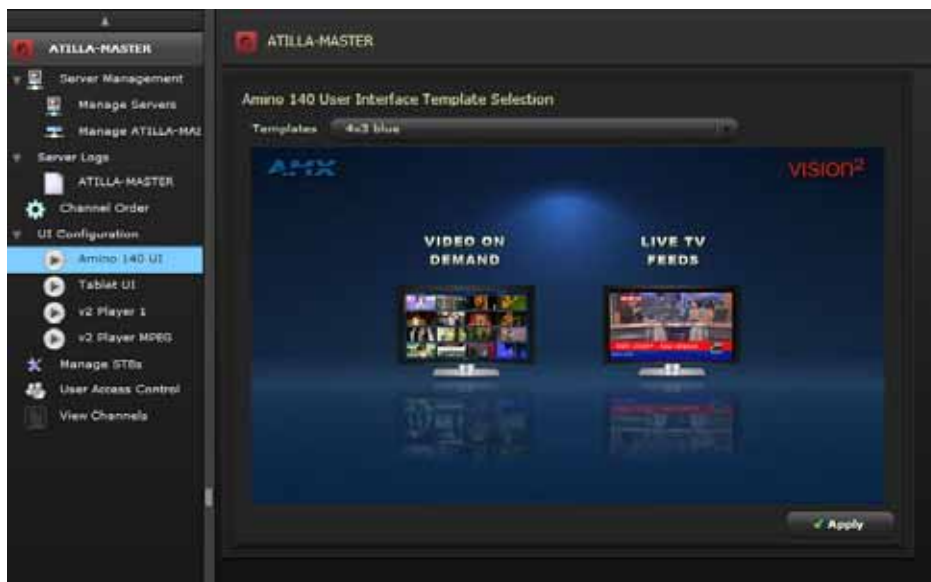 ATILLA-MASTER
Server Management
Manage Servers
Manage ATILLA-MAS
Server Logs
ATILLA-MASTER
Channel Order
UI Configuration
Amino 140 UI
Tablet UI
v2 Player 1
v2 Player MPEG
Manage STBs
User Access Control
View Channels
ATILLA-MASTER
Amino 140 User Interface Template Selection
Templates 4x3 blue
AMX
vision²
VIDEO ON
DEMAND
LIVE TV
FEEDS
Apply